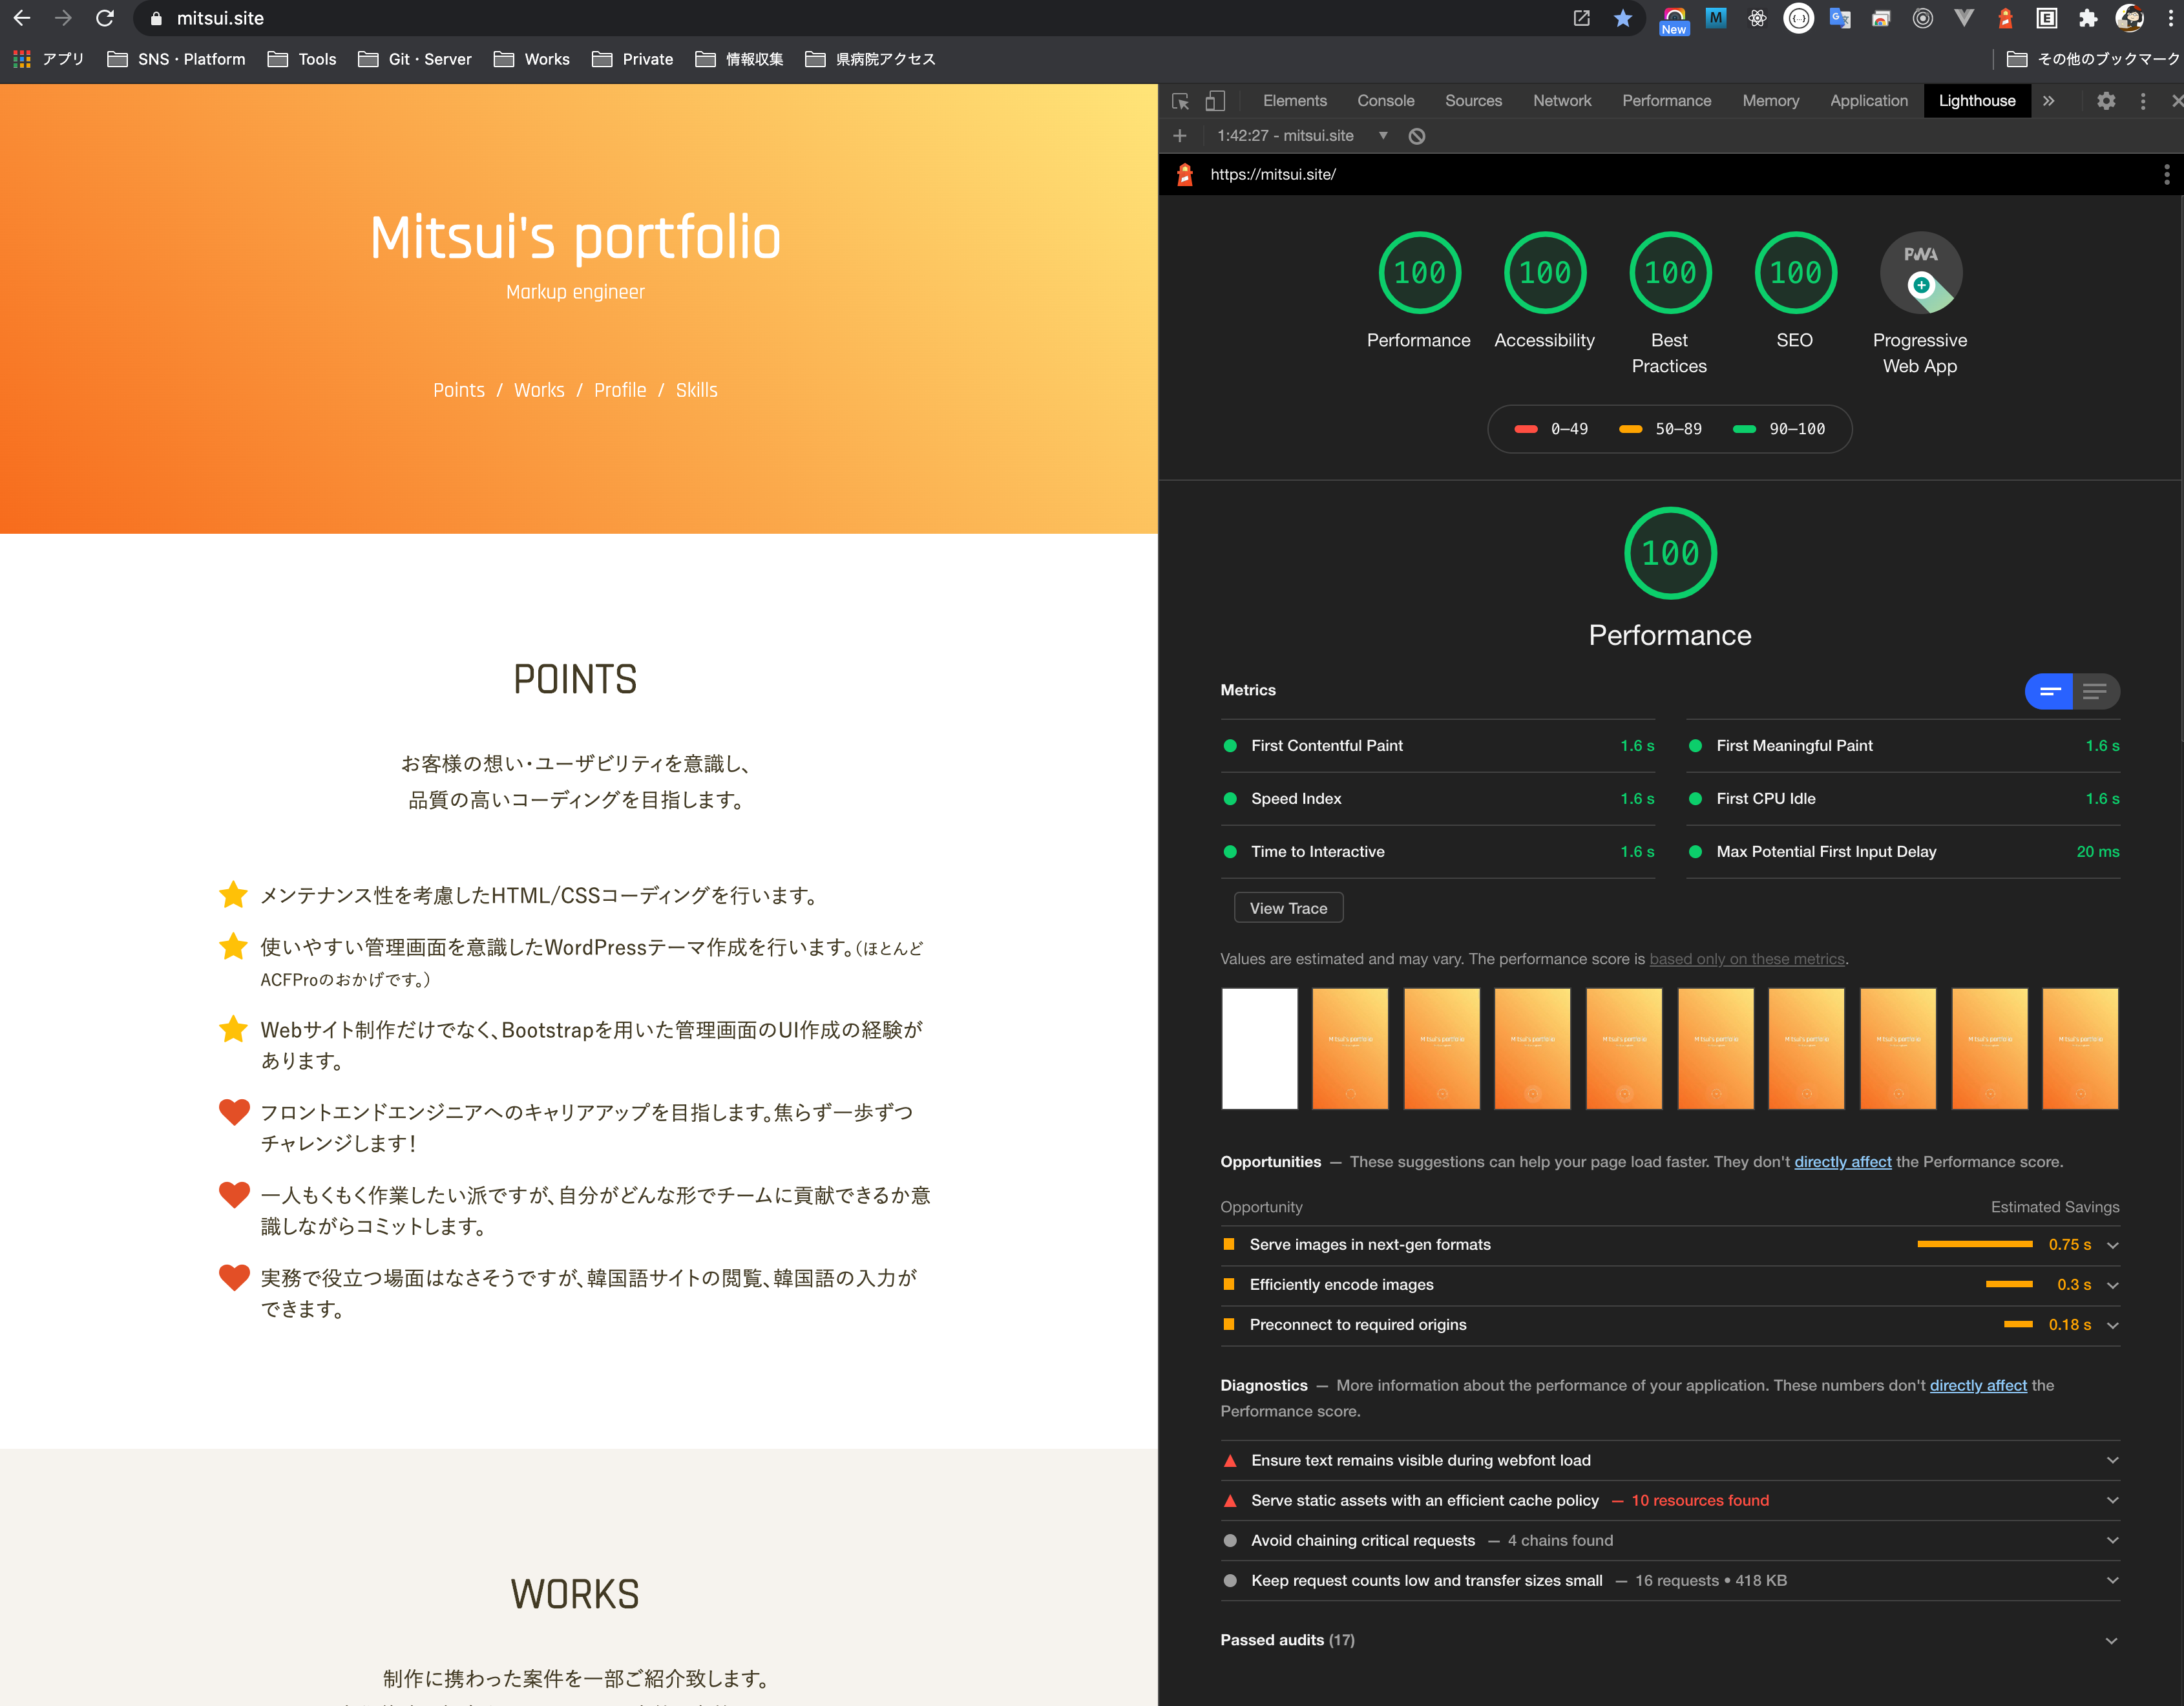 mitsui.site
New
アプリ
SNS・Platform
Tools
Git・Server
Works
Private
情報収集
県病院アクセス
その他のブックマーク
Mitsui's portfolio
Markup engineer
Points / Works / Profile / Skills
POINTS
お客様の想い・ユーザビリティを意識し、
品質の高いコーディングを目指します。
メンテナンス性を考慮したHTML/CSSコーディングを行います。
使いやすい管理画面を意識したWordPressテーマ作成を行います。（ほとんど
ACFProのおかげです。）
Webサイト制作だけでなく、Bootstrapを用いた管理画面のUI作成の経験が
あります。
フロントエンドエンジニアへのキャリアアップを目指します。焦らず一歩ずつ
チャレンジします！
一人もくもく作業したい派ですが、自分がどんな形でチームに貢献できるか意
識しながらコミットします。
実務で役立つ場面はなさそうですが、韓国語サイトの閲覧、韓国語の入力が
できます。
WORKS
制作に携わった案件を一部ご紹介致します。
Elements
Console
Sources
Network
Performance
Memory
Application
Lighthouse
1:42:27 - mitsui.site
https://mitsui.site/
100
100
100
100
PWA
Performance
Accessibility
Best
Practices
SEO
Progressive
Web App
0–49
50–89
90–100
100
Performance
Metrics
First Contentful Paint 1.6 s
First Meaningful Paint 1.6 s
Speed Index 1.6 s
First CPU Idle 1.6 s
Time to Interactive 1.6 s
Max Potential First Input Delay 20 ms
View Trace
Values are estimated and may vary. The performance score is based only on these metrics.
Mitsui's portfolio
Mitsui's portfolio
Mitsui's portfolio
Mitsui's portfolio
Mitsui's portfolio
Mitsui's portfolio
Mitsui's portfolio
Mitsui's portfolio
Mitsui's portfolio
Opportunities — These suggestions can help your page load faster. They don't directly affect the Performance score.
Opportunity Estimated Savings
Serve images in next-gen formats 0.75 s
Efficiently encode images 0.3 s
Preconnect to required origins 0.18 s
Diagnostics — More information about the performance of your application. These numbers don't directly affect the
Performance score.
Ensure text remains visible during webfont load
Serve static assets with an efficient cache policy — 10 resources found
Avoid chaining critical requests — 4 chains found
Keep request counts low and transfer sizes small — 16 requests • 418 KB
Passed audits (17)